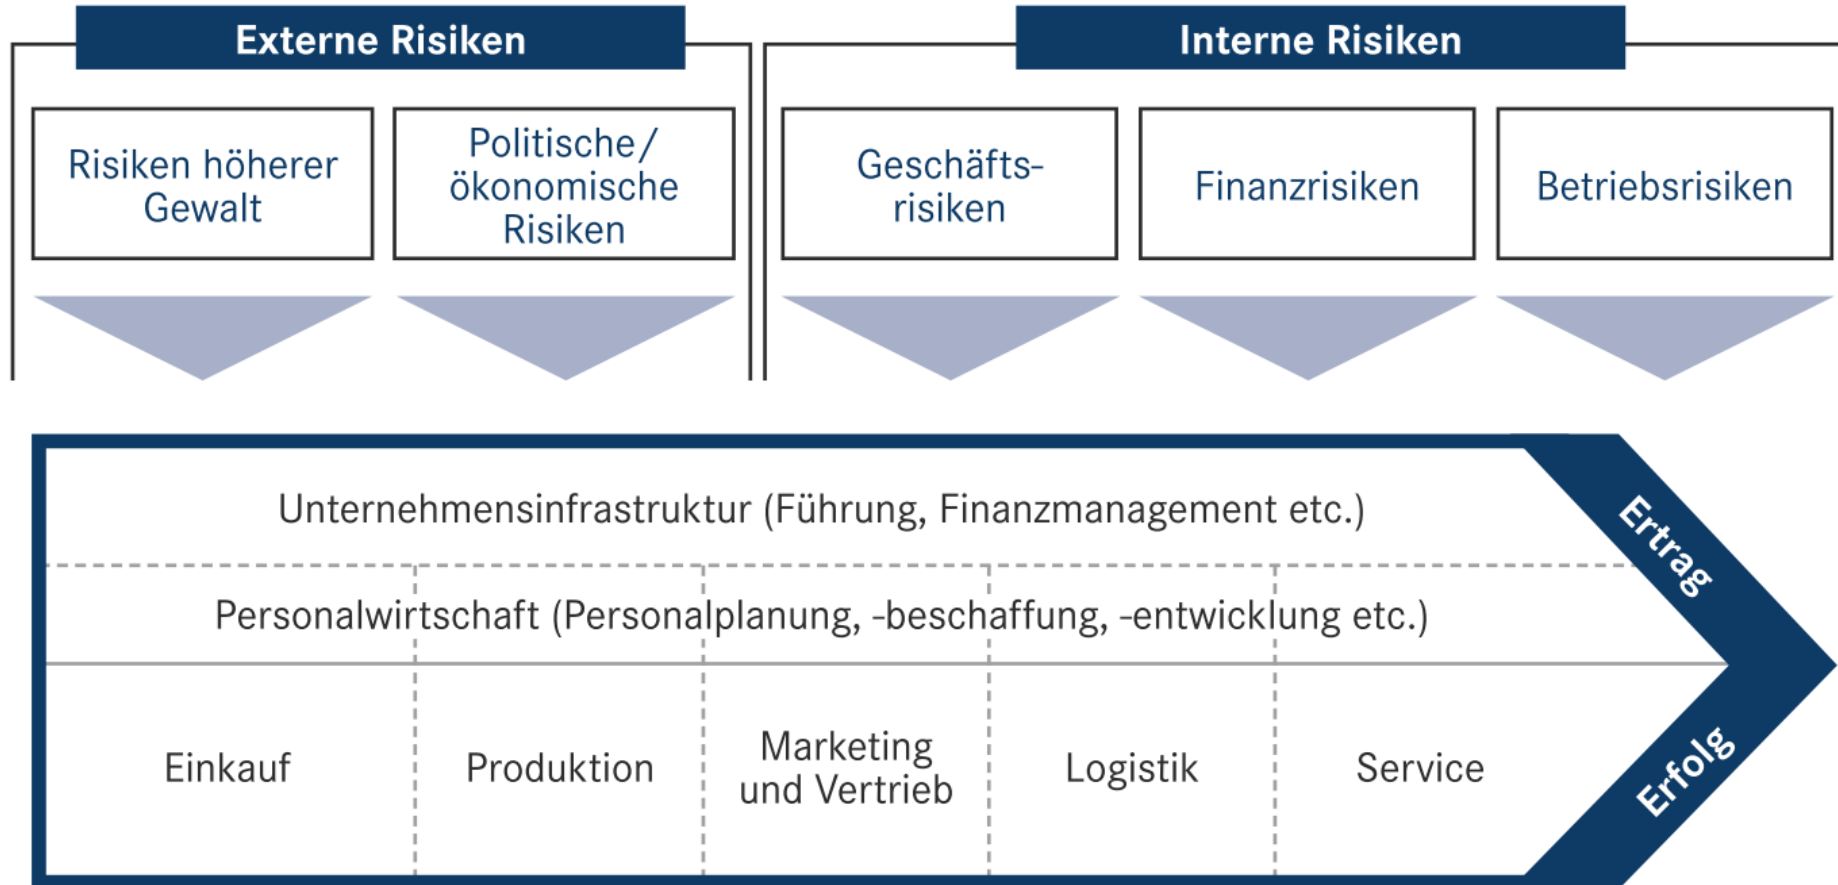 Externe Risiken
Interne Risiken
Risiken höherer
Gewalt
Politische/
ökonomische
Risiken
Geschäfts-
risiken
Finanzrisiken
Betriebsrisiken
Unternehmensinfrastruktur (Führung, Finanzmanagement etc.)
Personalwirtschaft (Personalplanung, -beschaffung, -entwicklung etc.)
Einkauf
Produktion
Marketing
und Vertrieb
Logistik
Service
Ertrag
Erfolg